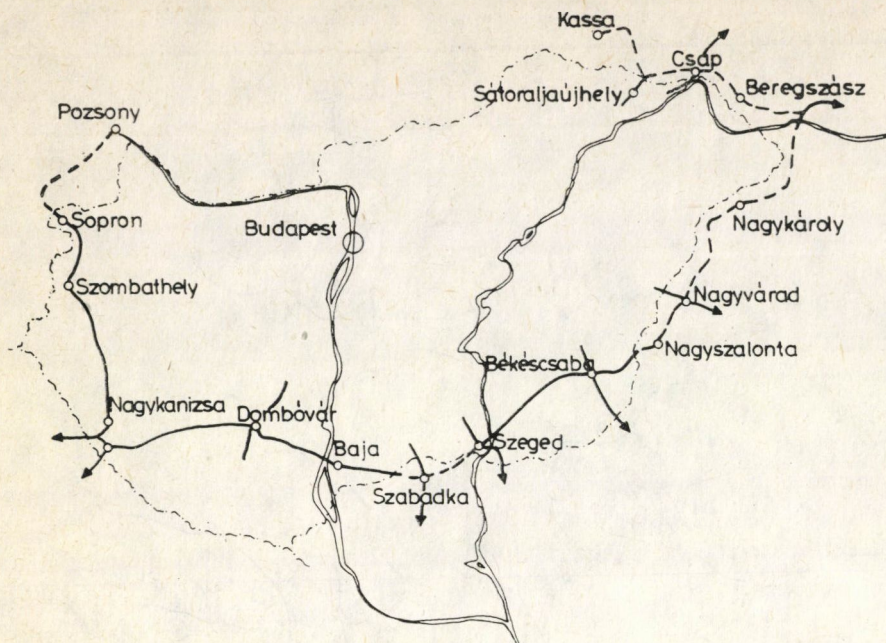 Kassa
Csap
Sátoraljaújhely
Beregszász
Pozsony
Sopron
Budapest
Nagykároly
Szombathely
Nagyvárad
Nagyszalonta
Békéscsaba
Nagykanizsa
Dombóvár
Baja
Szeged
Szabadka